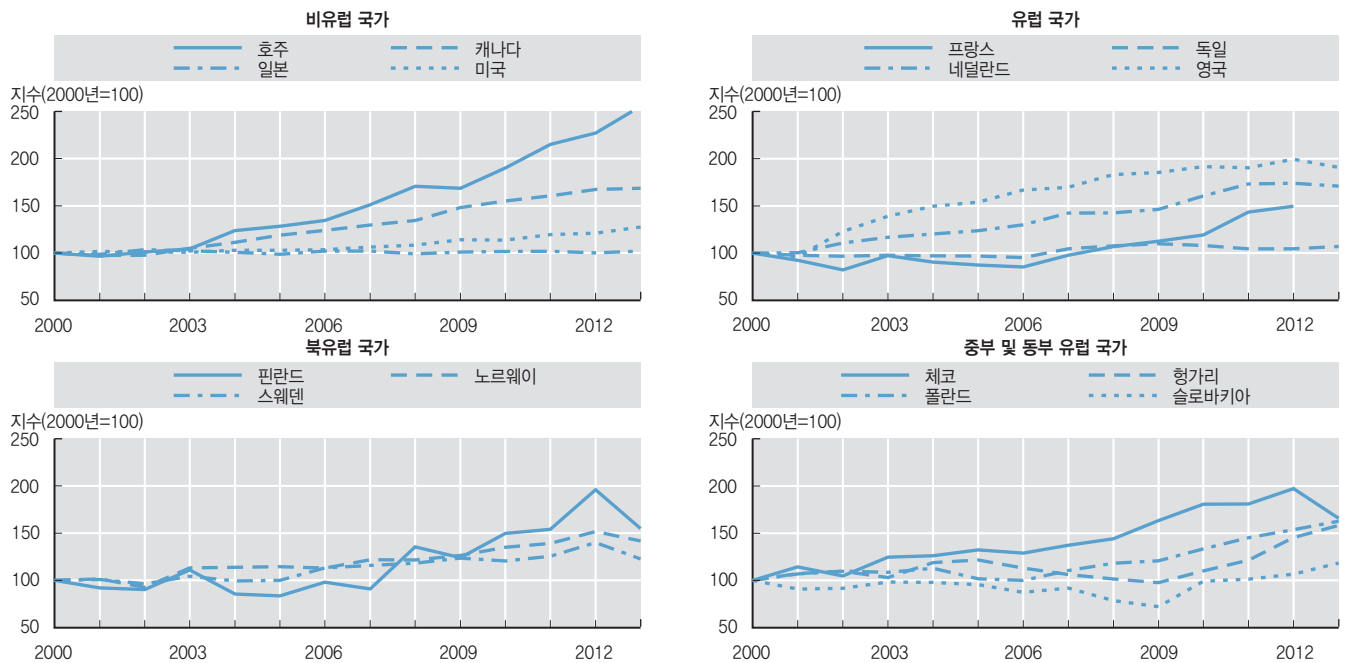 비유럽 국가
호주 캐나다
일본 미국
지수(2000년=100)
250
200
150
100
50
2000 2003 2006 2009 2012
유럽 국가
프랑스 독일
네덜란드 영국
지수(2000년=100)
250
200
150
100
50
2000 2003 2006 2009 2012
북유럽 국가
핀란드 노르웨이
스웨덴
지수(2000년=100)
250
200
150
100
50
2000 2003 2006 2009 2012
중부 및 동부 유럽 국가
체코 헝가리
폴란드 슬로바키아
지수(2000년=100)
250
200
150
100
50
2000 2003 2006 2009 2012